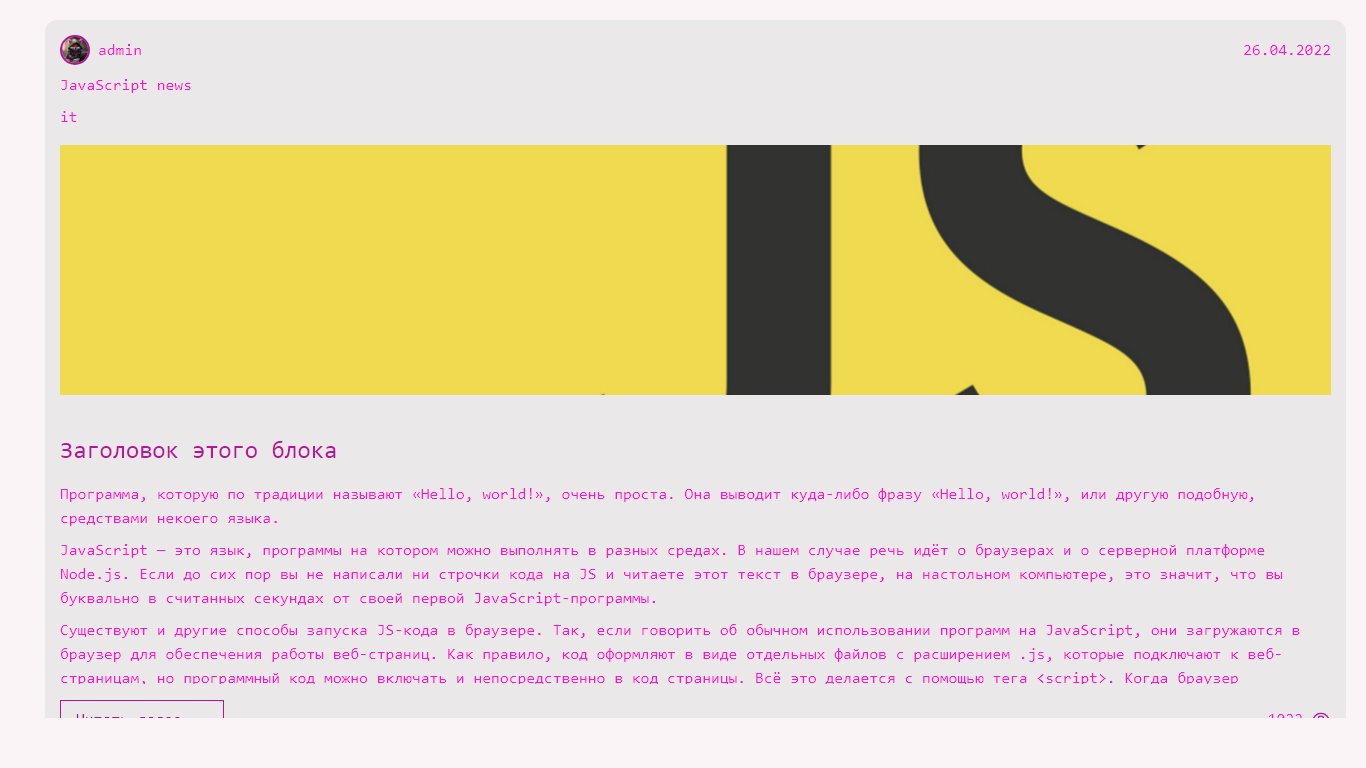 admin
26.04.2022
JavaScript news
it
JS
Заголовок этого блока
Программа, которую по традиции называют «Hello, world!», очень проста. Она выводит куда-либо фразу «Hello, world!», или другую подобную,
средствами некоего языка.
JavaScript — это язык, программы на котором можно выполнять в разных средах. В нашем случае речь идёт о браузерах и о серверной платформе
Node.js. Если до сих пор вы не написали ни строчки кода на JS и читаете этот текст в браузере, на настольном компьютере, это значит, что вы
буквально в считанных секундах от своей первой JavaScript-программы.
Существуют и другие способы запуска JS-кода в браузере. Так, если говорить об обычном использовании программ на JavaScript, они загружаются в
браузер для обеспечения работы веб-страниц. Как правило, код оформляют в виде отдельных файлов с расширением .js, которые подключают к веб-
страницам, но программный код можно включать и непосредственно в код страницы. Всё это делается с помощью тега <script>. Когда браузер